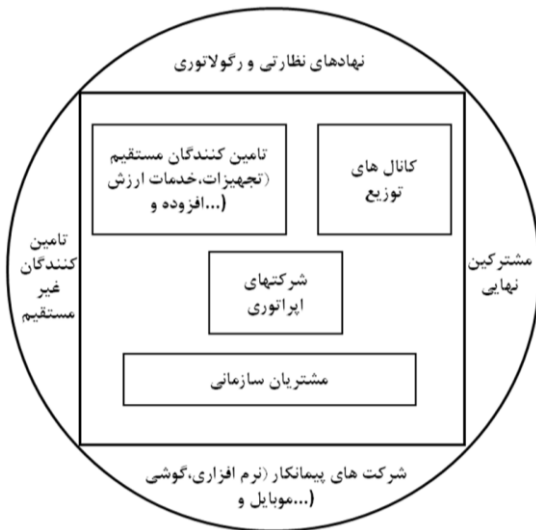 نهادهای نظارتی و رگولاتوری
کانال های
توزیع
تامین کنندگان مستقیم
(تجهیزات،خدمات ارزش
(...افزوده و
مشترکین
نهایی
شرکتهای
اپراتوری
تامین
کنندگان
غیر
مستقیم
مشتریان سازمانی
شرکت های پیمانکار (نرم افزاری،گوشی
(...موبایل و